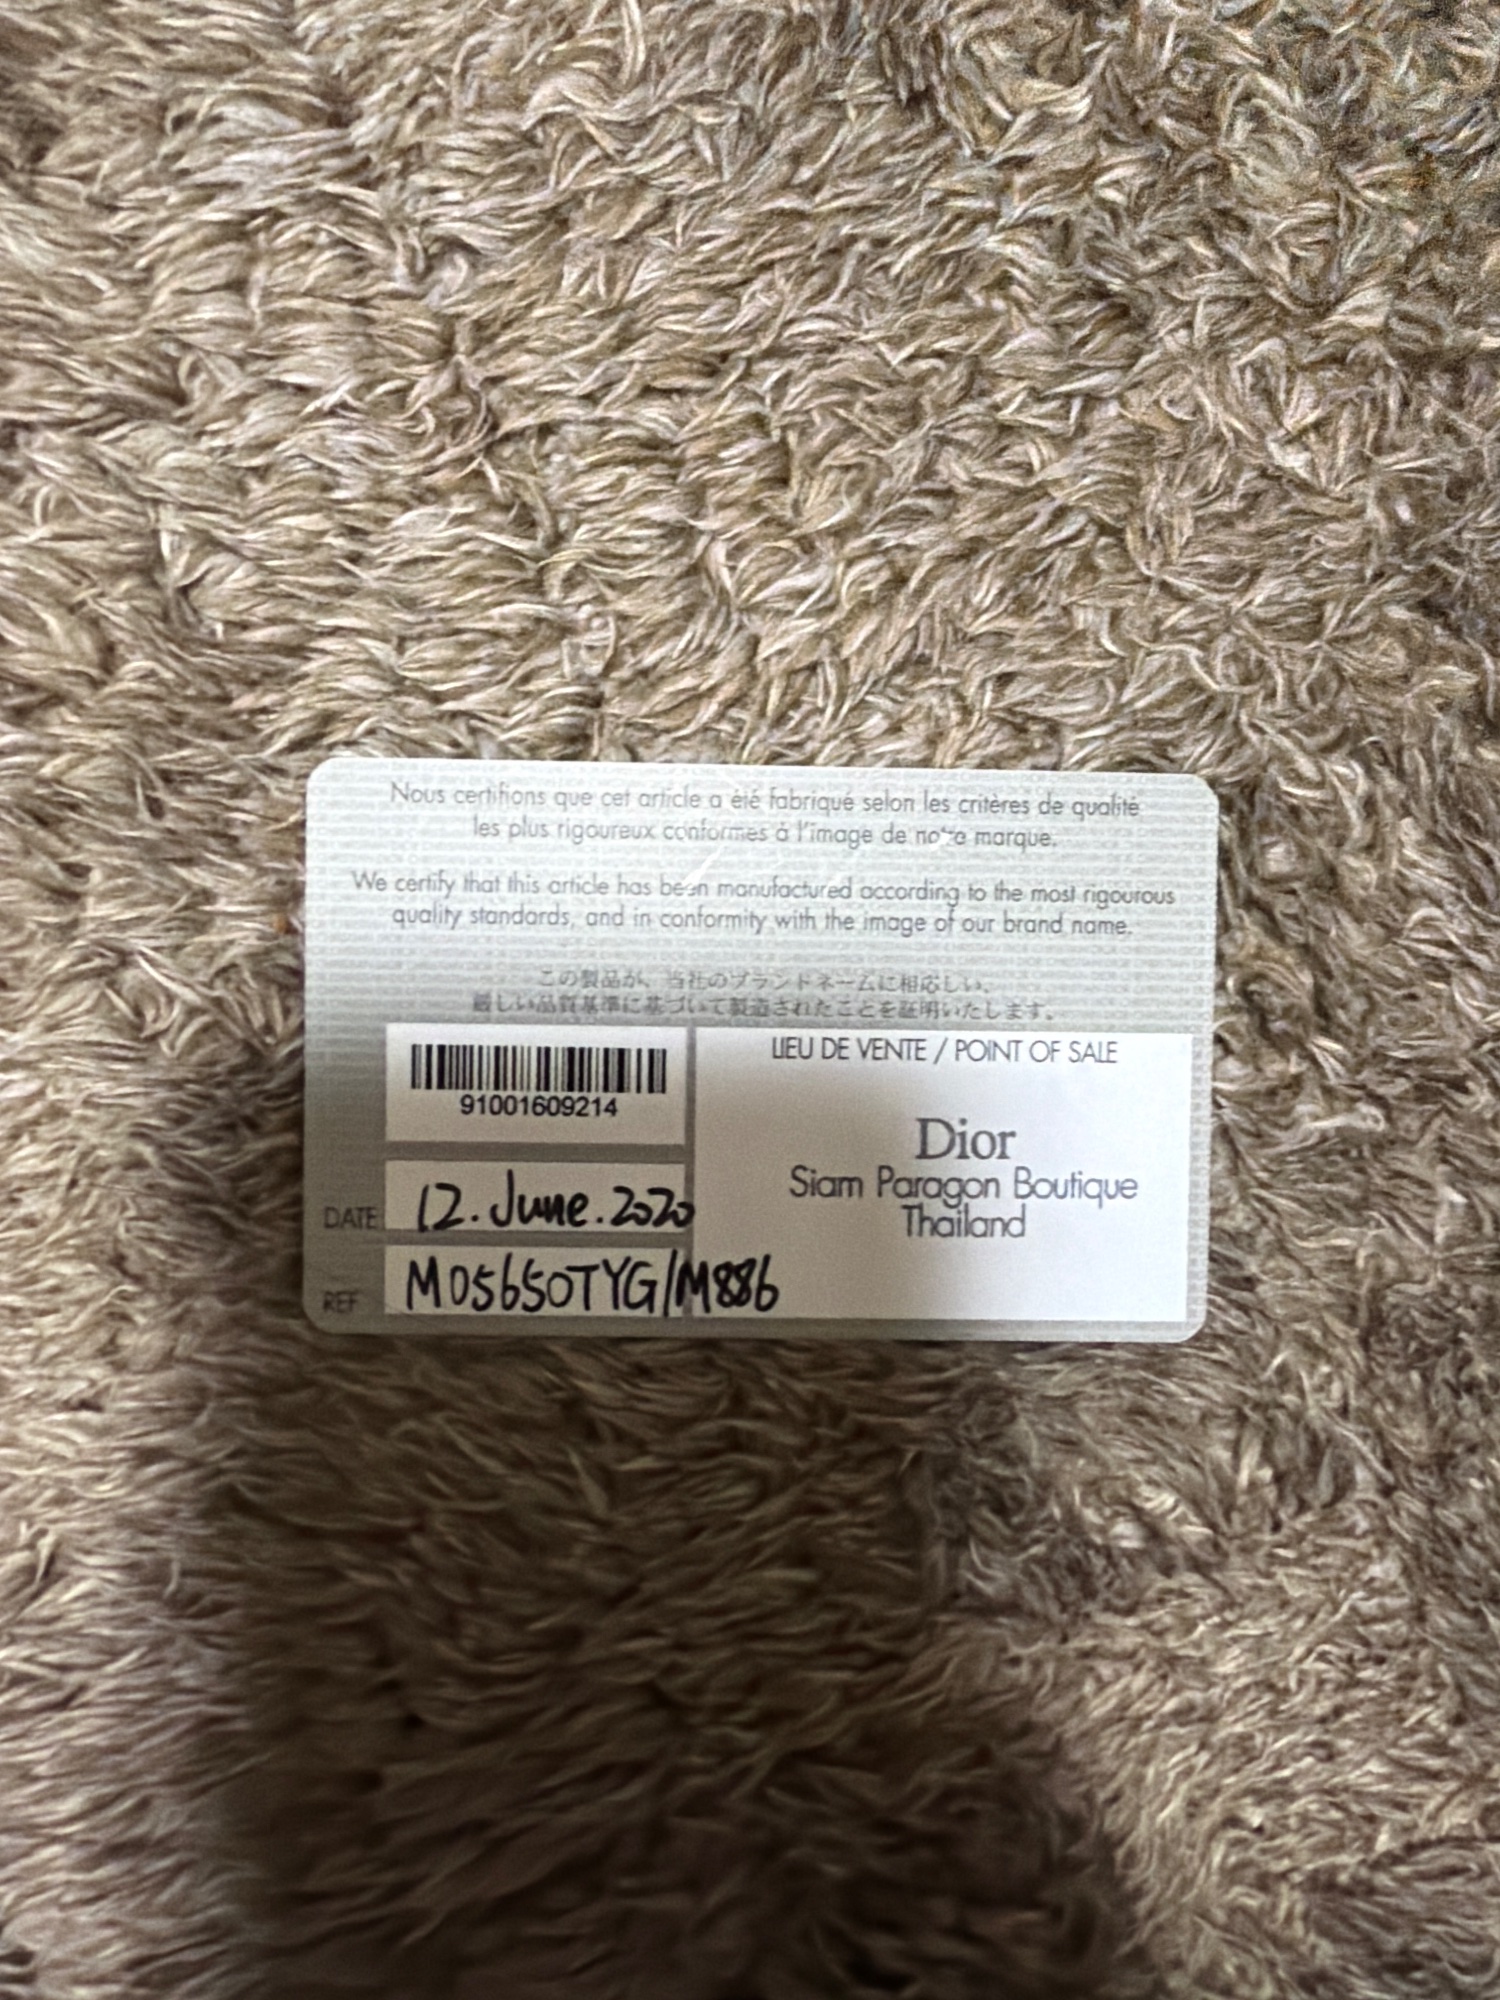 Nous certifions que cet article a été fabriqué selon les critères de qualité
les plus rigoureux conformes à l'image de notre marque.
We certify that this article has been manufactured according to the most rigourous
quality standards, and in conformity with the image of our brand name.
この製品が、当社のブランドネームに相応しい、
厳しい品質基準に基づいて製造されたことを証明いたします。
91001609214
LIEU DE VENTE / POINT OF SALE
Dior
Siam Paragon Boutique
Thailand
DATE 12.June.2020
REF M05650TYG/M886